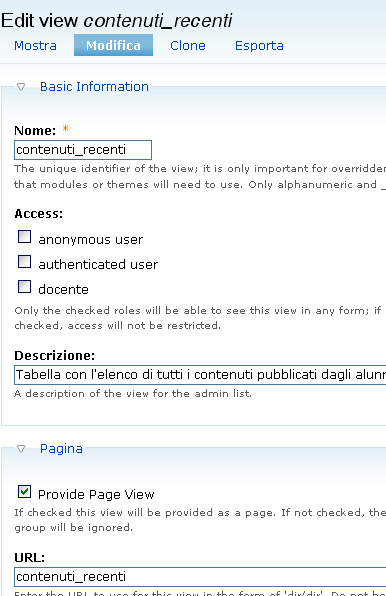 Edit view contenuti_recenti
Mostra Modifica Clone Esporta
Basic Information
Nome: *
contenuti_recenti
The unique identifier of the view; it is only important for overridden
that modules or themes will need to use. Only alphanumeric and _
Access:
anonymous user
authenticated user
docente
Only the checked roles will be able to see this view in any form; if
checked, access will not be restricted.
Descrizione:
Tabella con l'elenco di tutti i contenuti pubblicati dagli alunn
A description of the view for the admin list.
Pagina
Provide Page View
If checked this view will be provided as a page. If not checked, the
group will be ignored.
URL:
contenuti_recenti
Enter the URL to use for this view in the form of 'dir/dir'. Do not be